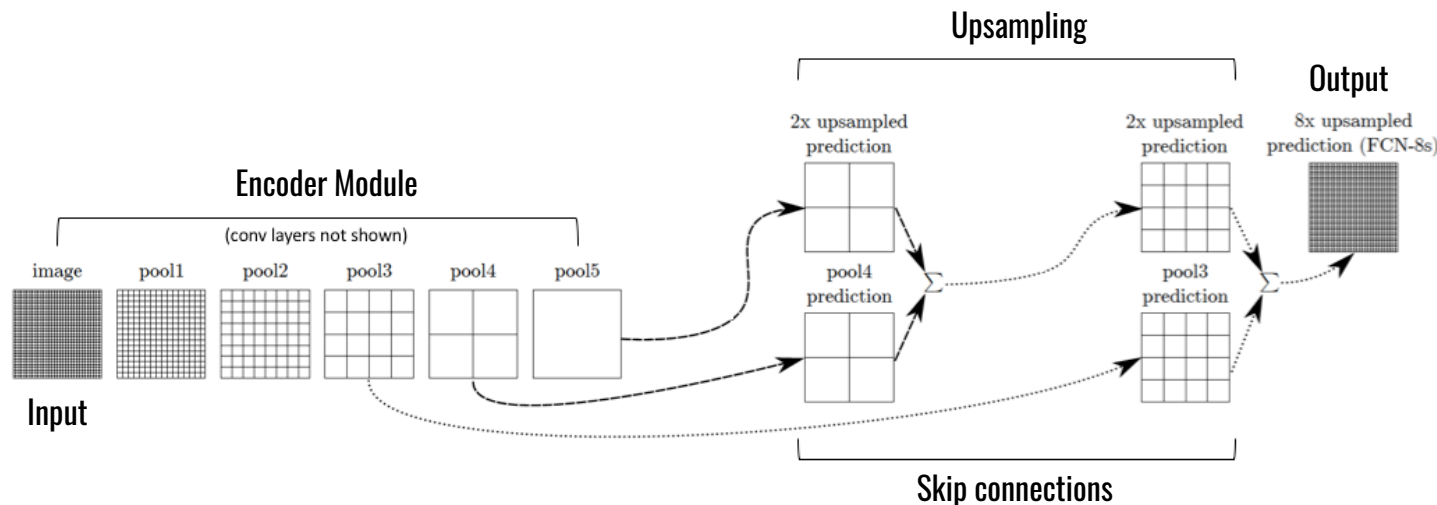 Upsampling
Output
2x upsampled
prediction
2x upsampled
prediction
8x upsampled
prediction (FCN-8s)
Encoder Module
(conv layers not shown)
image
pool1
pool2
pool3
pool4
pool5
pool4
prediction
Σ
pool3
prediction
Σ
Input
Skip connections